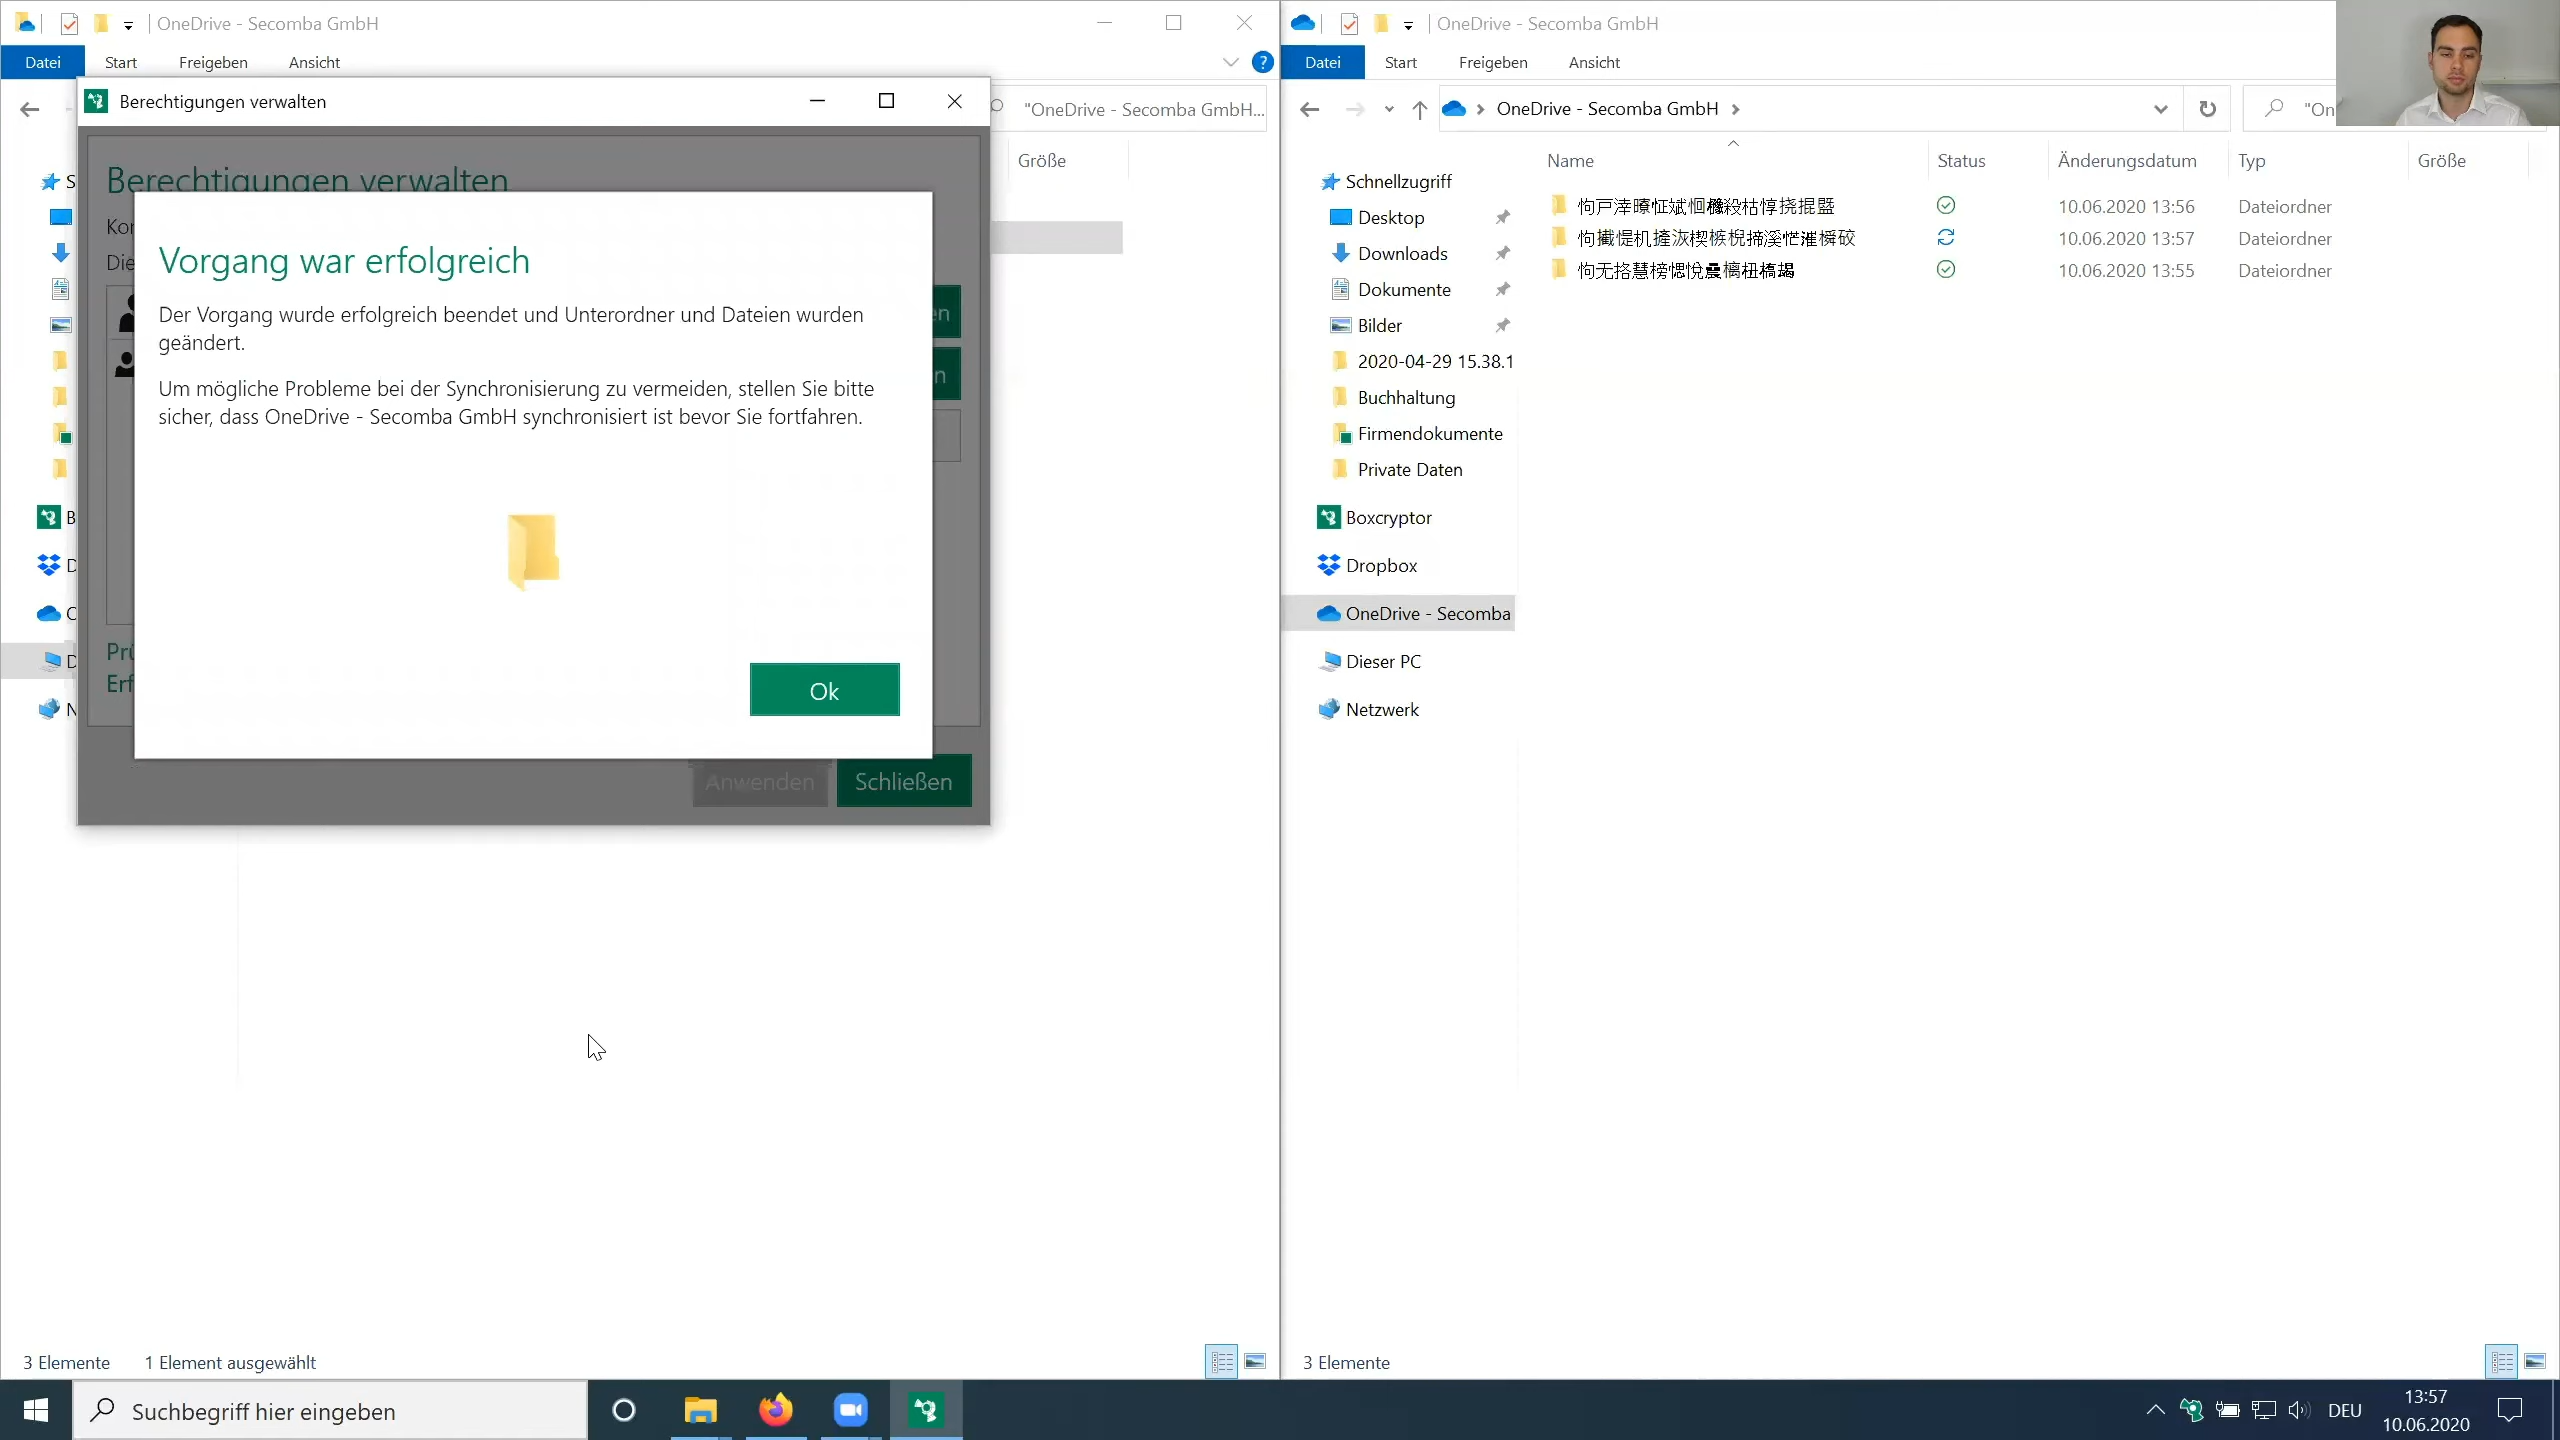 OneDrive - Secomba GmbH
Datei Start Freigeben Ansicht
"OneDrive - Secomba GmbH...
Größe
Berechtigungen verwalten
Berechtigungen verwalten
Vorgang war erfolgreich
Der Vorgang wurde erfolgreich beendet und Unterordner und Dateien wurden
geändert.
Um mögliche Probleme bei der Synchronisierung zu vermeiden, stellen Sie bitte
sicher, dass OneDrive - Secomba GmbH synchronisiert ist bevor Sie fortfahren.
Ok
Anwenden Schließen
3 Elemente 1 Element ausgewählt
OneDrive - Secomba GmbH
Datei Start Freigeben Ansicht
OneDrive - Secomba GmbH
"On
Name Status Änderungsdatum Typ Größe
10.06.2020 13:56 Dateiordner
10.06.2020 13:57 Dateiordner
10.06.2020 13:55 Dateiordner
Schnellzugriff
Desktop
Downloads
Dokumente
Bilder
2020-04-29 15.38.1
Buchhaltung
Firmendokumente
Private Daten
Boxcryptor
Dropbox
OneDrive - Secomba
Dieser PC
Netzwerk
3 Elemente
Suchbegriff hier eingeben
DEU
13:57
10.06.2020